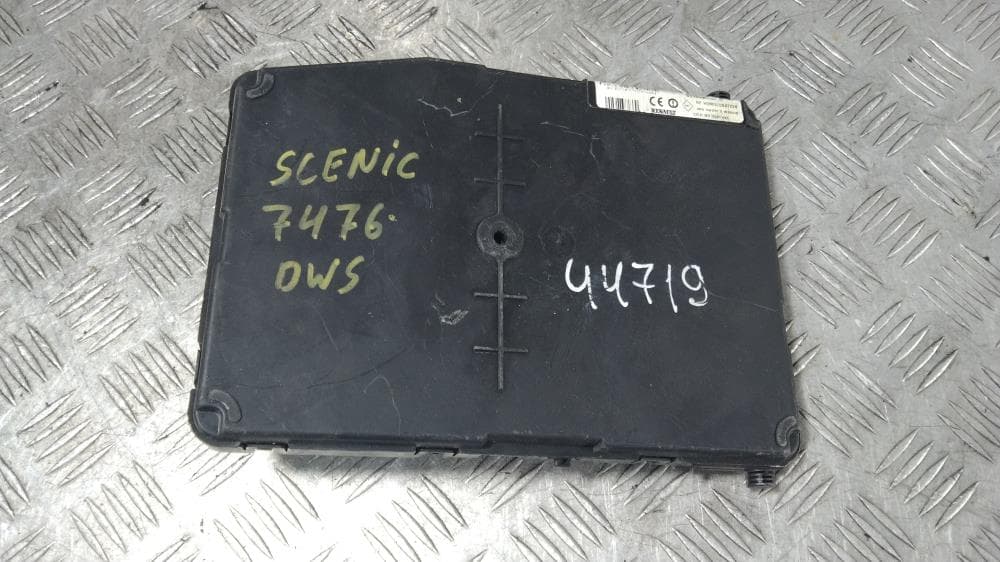 SCENIC
7476
DWS
44719
RENAULT
CE